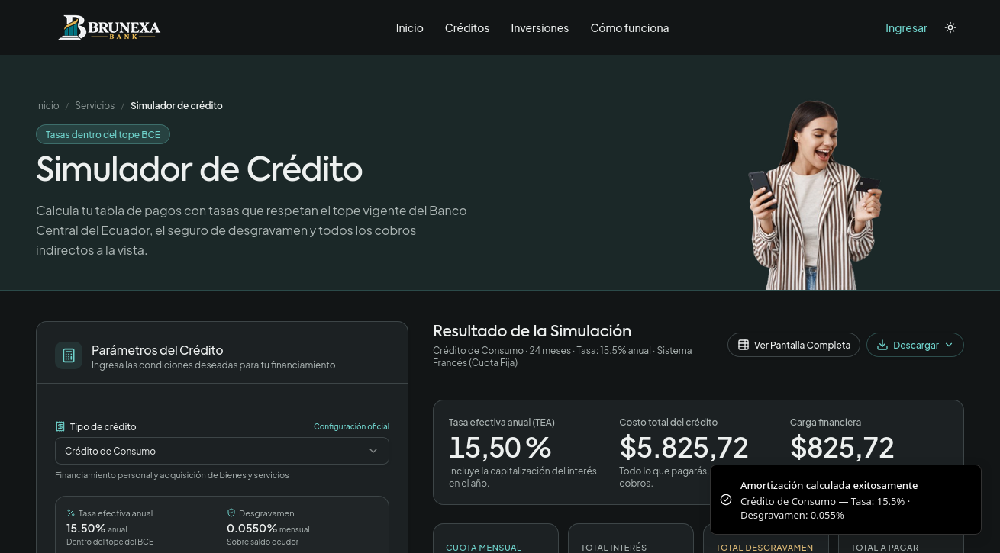 BRUNEXA
BANK
Inicio
Créditos
Inversiones
Cómo funciona
Ingresar
Inicio / Servicios / Simulador de crédito
Tasas dentro del tope BCE
Simulador de Crédito
Calcula tu tabla de pagos con tasas que respetan el tope vigente del Banco
Central del Ecuador, el seguro de desgravamen y todos los cobros
indirectos a la vista.
Parámetros del Crédito
Ingresa las condiciones deseadas para tu financiamiento
Tipo de crédito
Configuración oficial
Crédito de Consumo
Financiamiento personal y adquisición de bienes y servicios
Tasa efectiva anual
15.50% anual
Dentro del tope del BCE
Desgravamen
0.0550% mensual
Sobre saldo deudor
Resultado de la Simulación
Crédito de Consumo · 24 meses · Tasa: 15.5% anual · Sistema
Francés (Cuota Fija)
Ver Pantalla Completa
Descargar
Tasa efectiva anual (TEA)
15,50 %
Incluye la capitalización del interés
en el año.
Costo total del crédito
$5.825,72
Todo lo que pagarás,
cobros.
Carga financiera
$825,72
Amortización calculada exitosamente
Crédito de Consumo — Tasa: 15.5% ·
Desgravamen: 0.055%
CUOTA MENSUAL
TOTAL INTERÉS
TOTAL DESGRAVAMEN
TOTAL A PAGAR